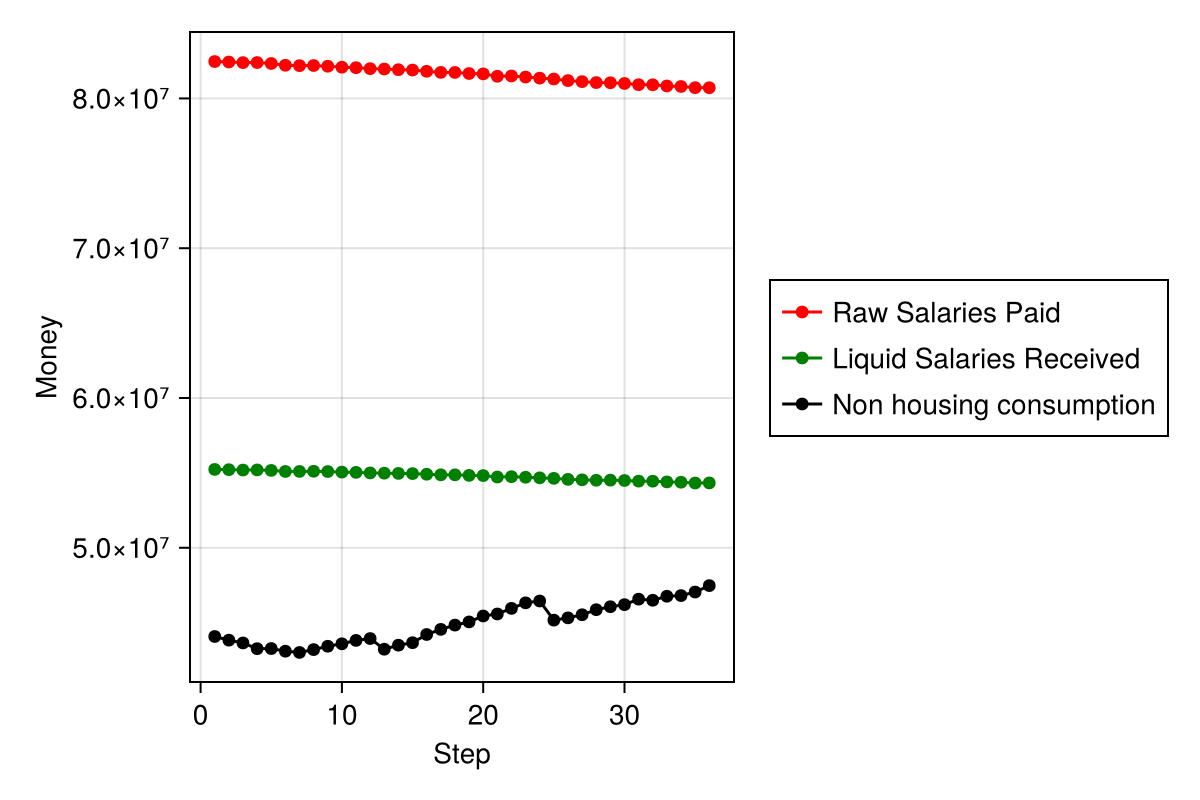 8.0×10⁷
7.0×10⁷
6.0×10⁷
5.0×10⁷
Money
0 10 20 30
Step
Raw Salaries Paid
Liquid Salaries Received
Non housing consumption